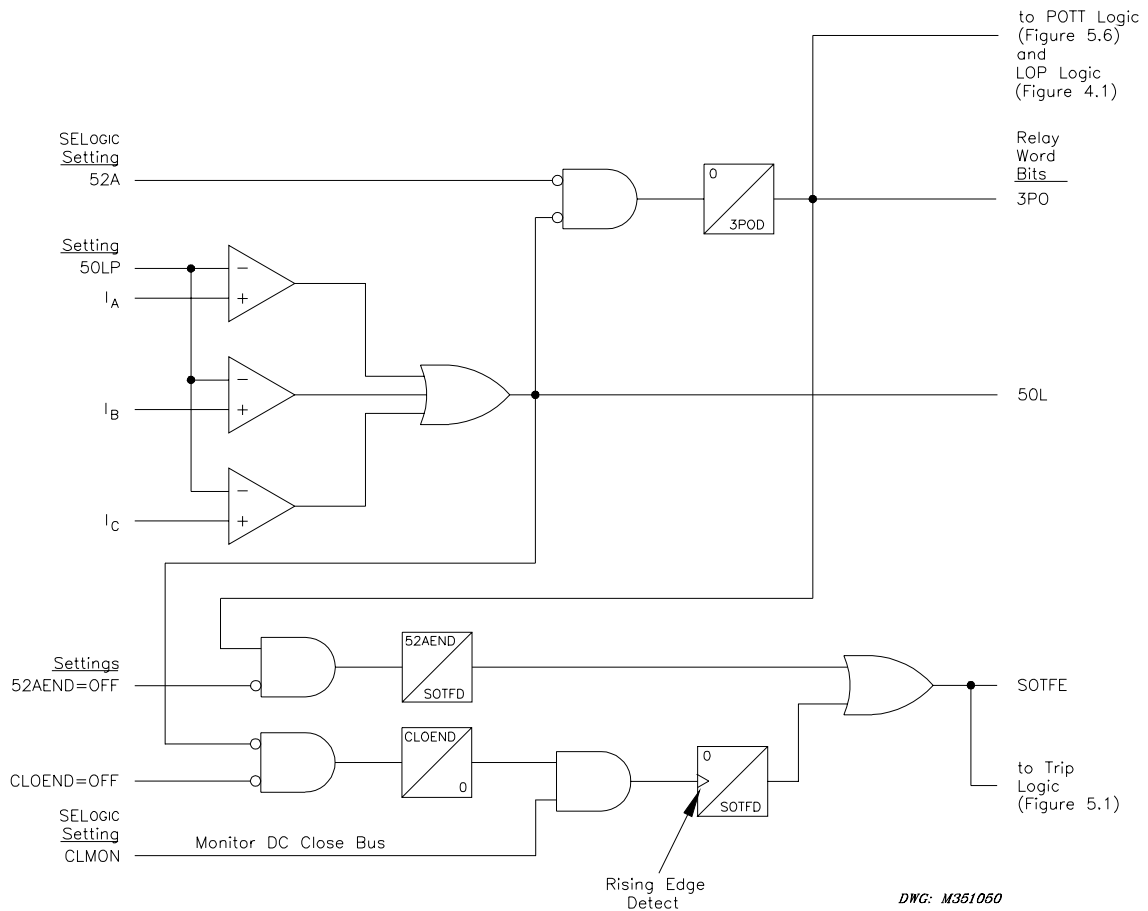 to POTT Logic
(Figure 5.6)
and
LOP Logic
(Figure 4.1)
SELOGIC
Setting
52A
0
3POD
Relay
Word
Bits
3PO
Setting
50LP
−
+
IA
−
+
IB
50L
−
+
IC
Settings
52AEND=OFF
52AEND
SOTFD
SOTFE
CLOEND=OFF
CLOEND
0
0
SOTFD
to Trip
Logic
(Figure 5.1)
SELOGIC
Setting
CLMON
Monitor DC Close Bus
Rising Edge
Detect
DWG: M351060